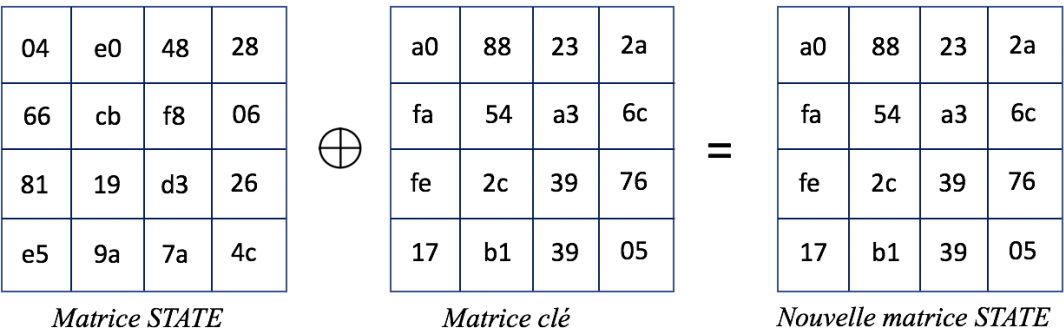 04 e0 48 28 a0 88 23 2a a0 88 23 2a
66 cb f8 06 fa 54 a3 6c fa 54 a3 6c
⊕ =
81 19 d3 26 fe 2c 39 76 fe 2c 39 76
e5 9a 7a 4c 17 b1 39 05 17 b1 39 05
Matrice STATE Matrice clé Nouvelle matrice STATE